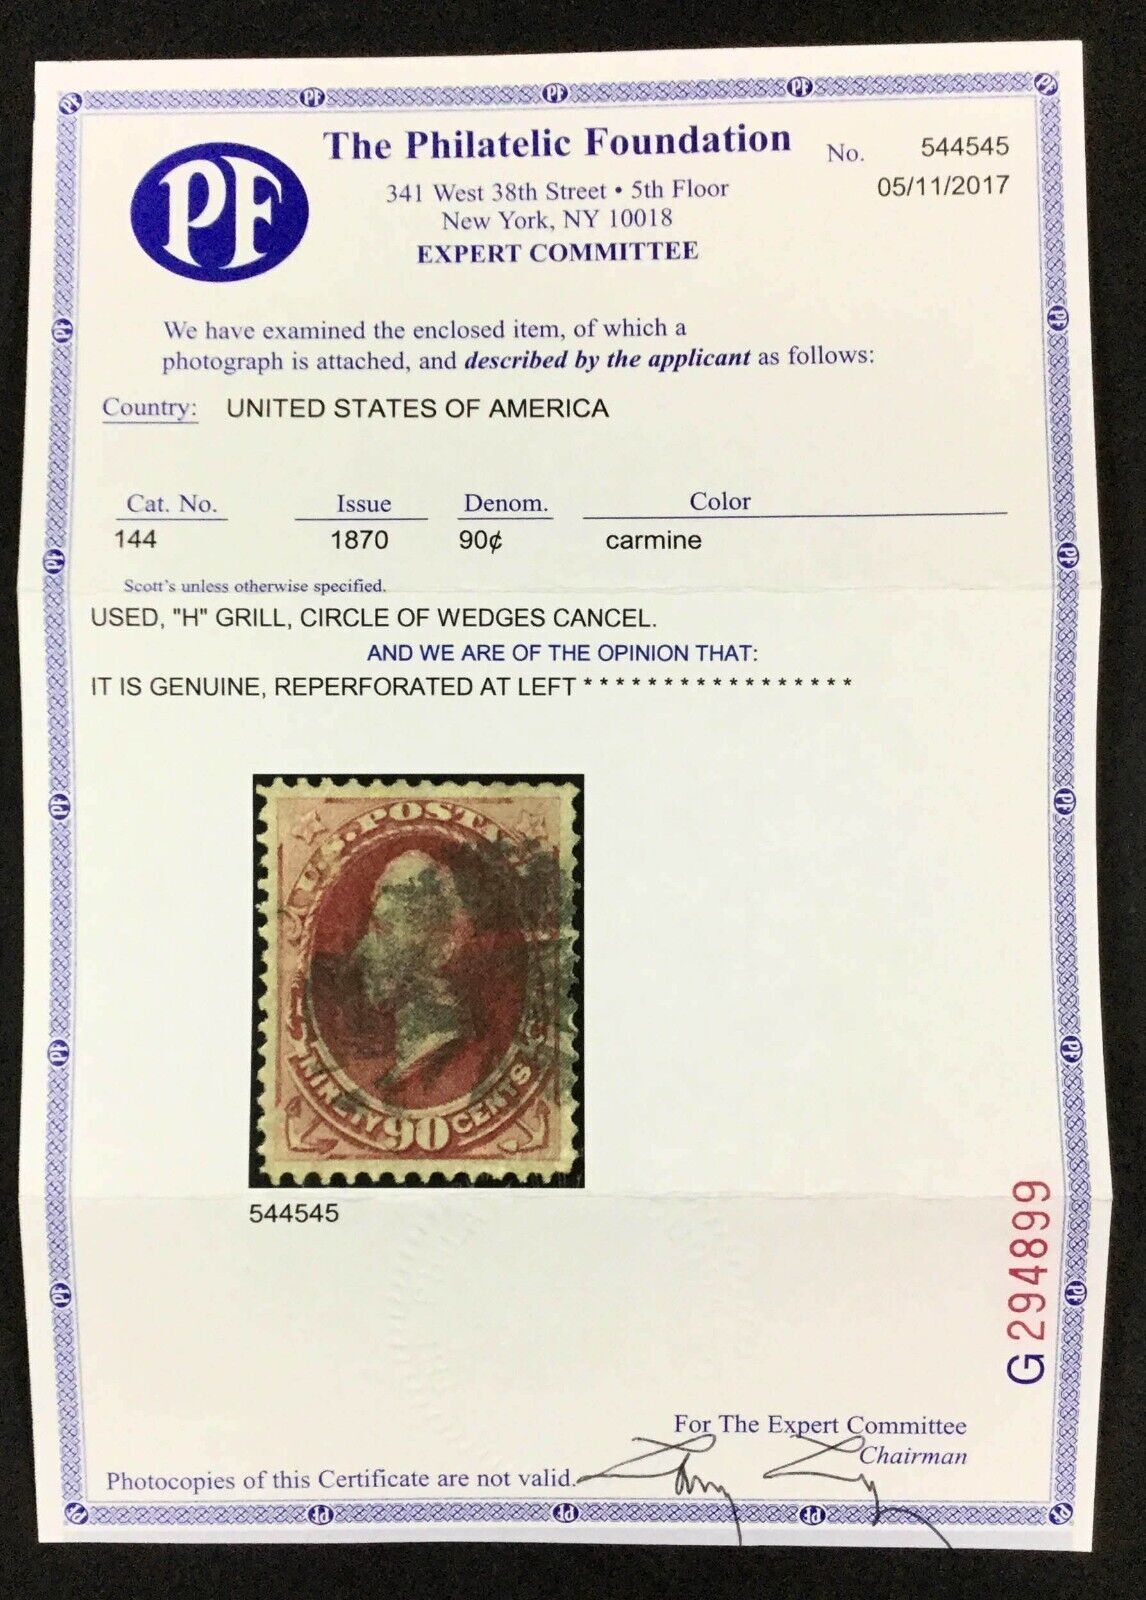 PF
The Philatelic Foundation
No. 544545
341 West 38th Street • 5th Floor
05/11/2017
New York, NY 10018
EXPERT COMMITTEE
We have examined the enclosed item, of which a
photograph is attached, and described by the applicant as follows:
Country: UNITED STATES OF AMERICA
Cat. No. Issue Denom. Color
144 1870 90¢ carmine
Scott's unless otherwise specified.
USED, "H" GRILL, CIRCLE OF WEDGES CANCEL.
AND WE ARE OF THE OPINION THAT:
IT IS GENUINE, REPERFORATED AT LEFT * * * * * * * * * * * * * * * * *
U.S. POSTA
NINETY 90 CENTS
544545
G294899
For The Expert Committee
Chairman
Photocopies of this Certificate are not valid.